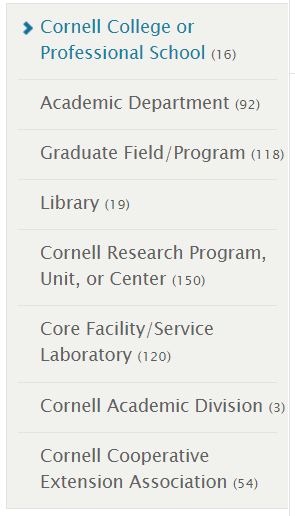 Cornell College or
Professional School (16)
Academic Department (92)
Graduate Field/Program (118)
Library (19)
Cornell Research Program,
Unit, or Center (150)
Core Facility/Service
Laboratory (120)
Cornell Academic Division (3)
Cornell Cooperative
Extension Association (54)